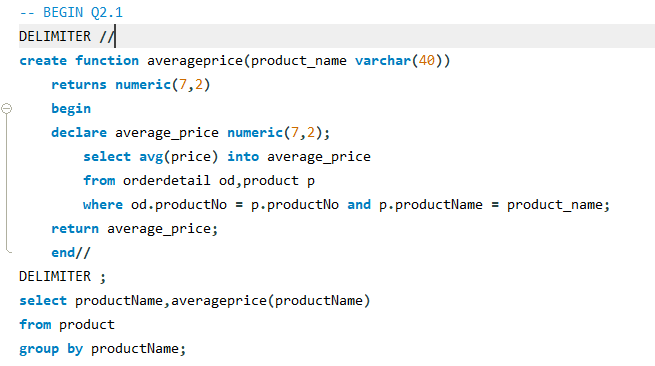 -- BEGIN Q2.1
DELIMITER //
create function averageprice(product_name varchar(40))
returns numeric(7,2)
begin
declare average_price numeric(7,2);
select avg(price) into average_price
from orderdetail od,product p
where od.productNo = p.productNo and p.productName = product_name;
return average_price;
end//
DELIMITER ;
select productName,averageprice(productName)
from product
group by productName;